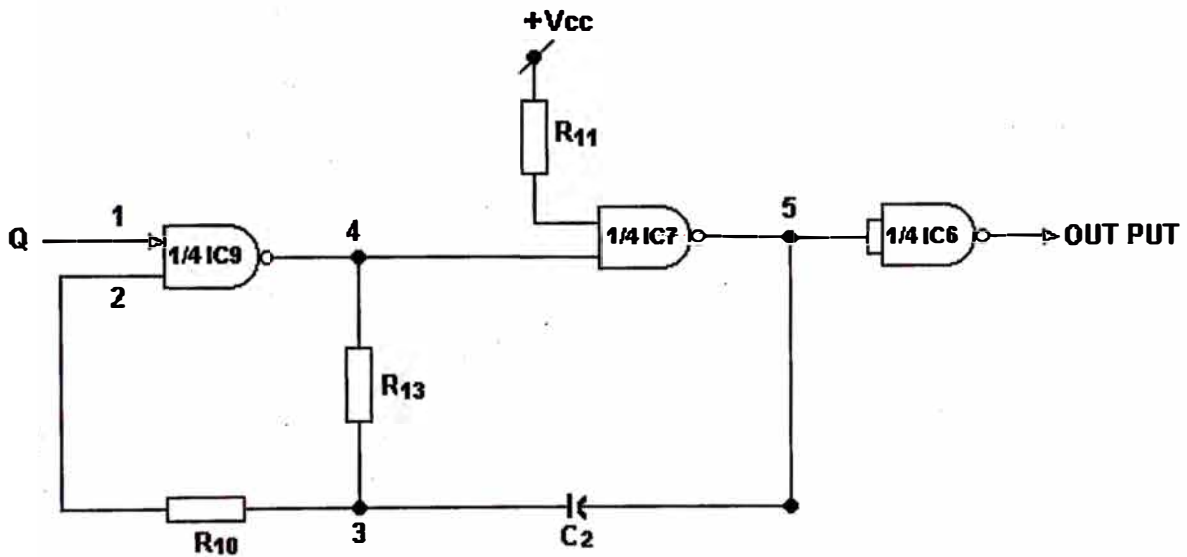 +Vcc
R11
1
Q
1/4 IC9
4
1/4 IC7
5
1/4 IC6
OUT PUT
2
R13
R10
3
C2